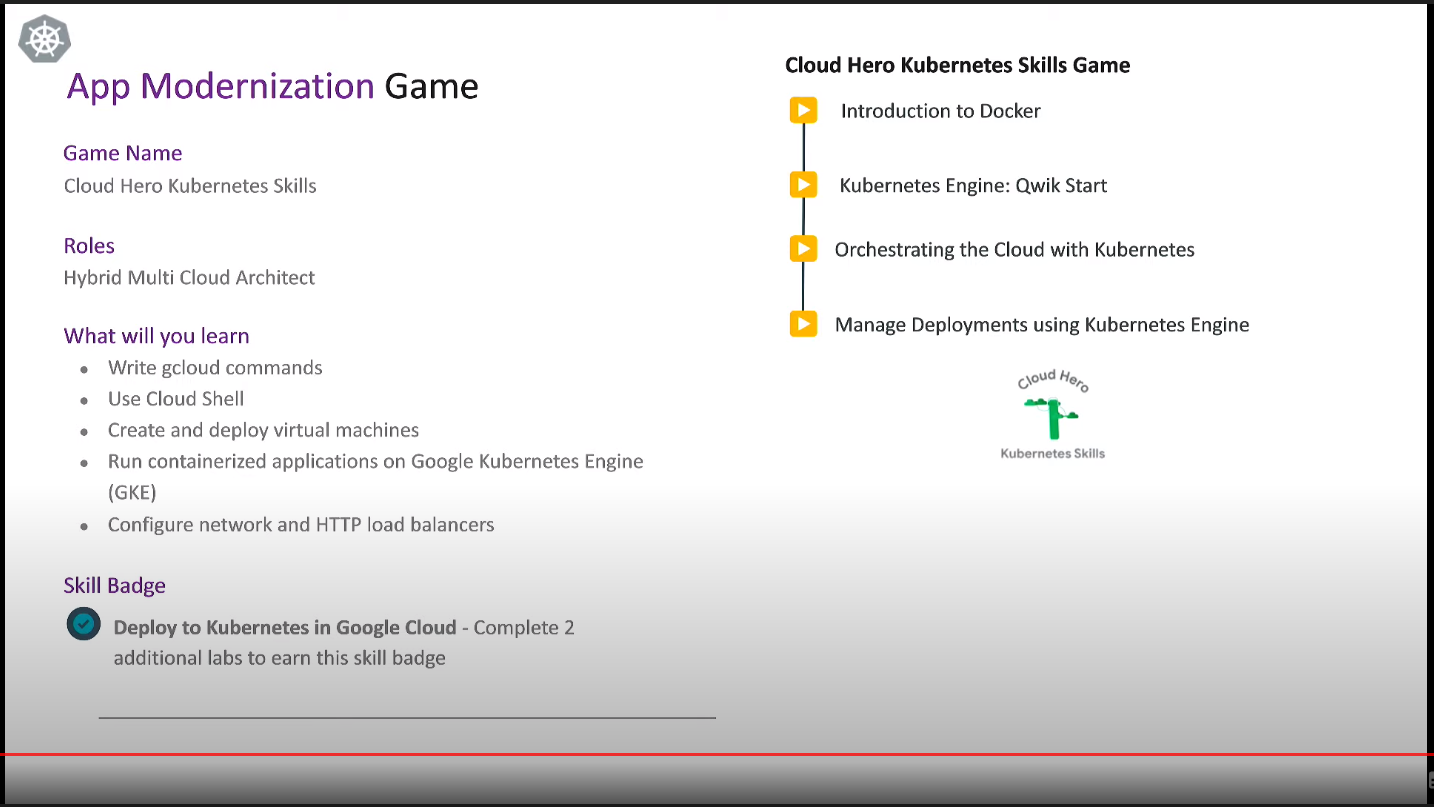 App Modernization Game
Game Name
Cloud Hero Kubernetes Skills
Roles
Hybrid Multi Cloud Architect
What will you learn
Write gcloud commands
Use Cloud Shell
Create and deploy virtual machines
Run containerized applications on Google Kubernetes Engine
(GKE)
Configure network and HTTP load balancers
Skill Badge
Deploy to Kubernetes in Google Cloud - Complete 2
additional labs to earn this skill badge
Cloud Hero Kubernetes Skills Game
Introduction to Docker
Kubernetes Engine: Qwik Start
Orchestrating the Cloud with Kubernetes
Manage Deployments using Kubernetes Engine
Cloud Hero
Kubernetes Skills